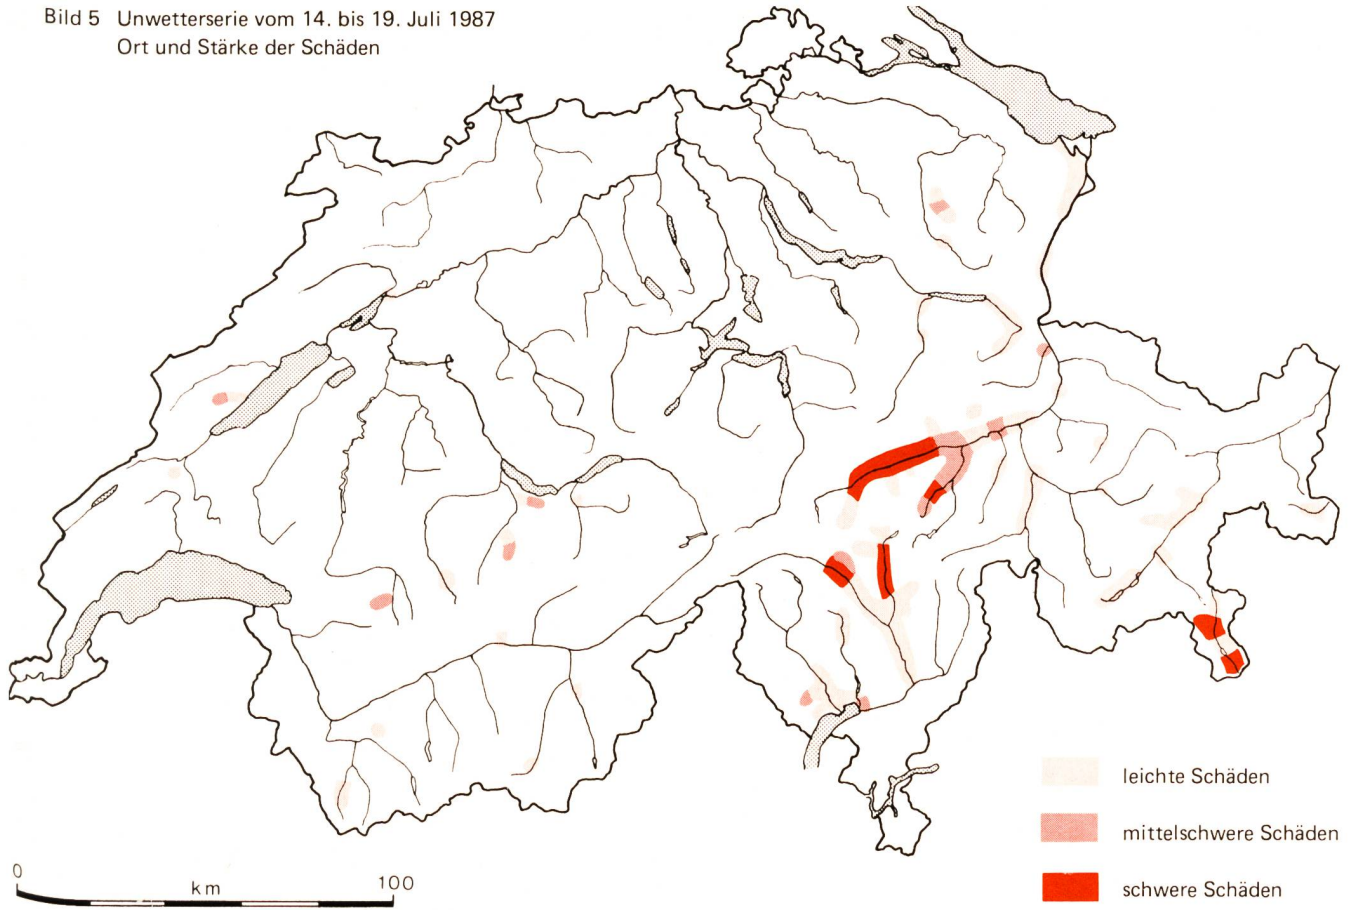 Bild 5 Unwetterserie vom 14. bis 19. Juli 1987
Ort und Stärke der Schäden
leichte Schäden
mittelschwere Schäden
schwere Schäden
0 km 100